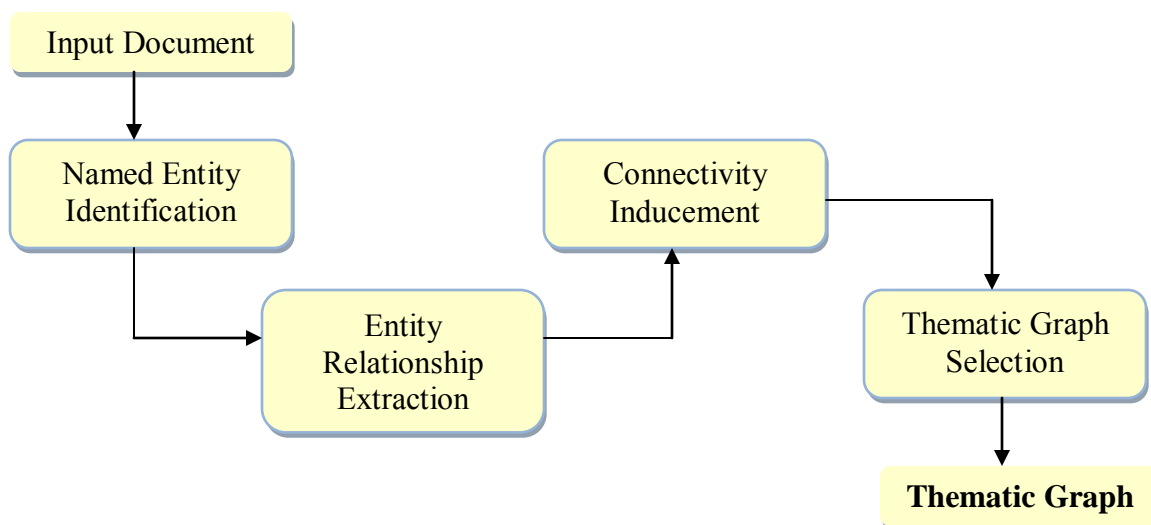 Input Document
Named Entity
Identification
Entity
Relationship
Extraction
Connectivity
Inducement
Thematic Graph
Selection
Thematic Graph